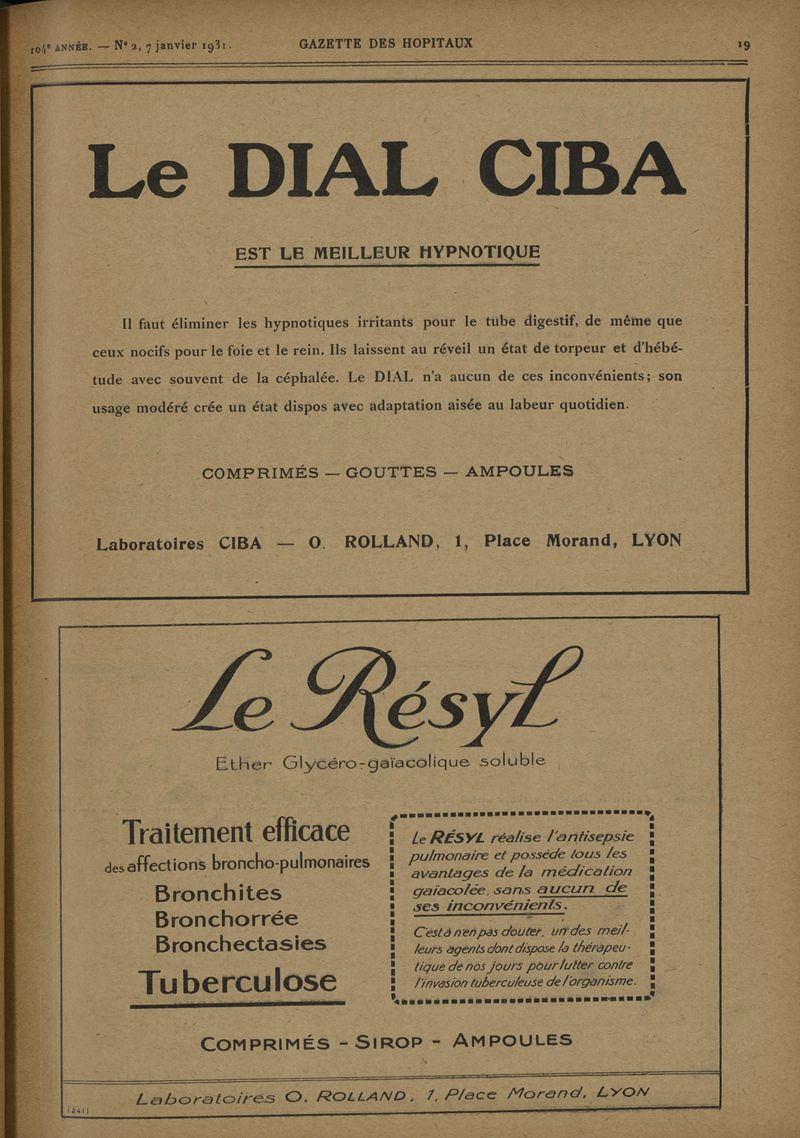 104e ANNÉE. — N° 2, 7 janvier 1931.
GAZETTE DES HOPITAUX
19
Le DIAL CIBA
EST LE MEILLEUR HYPNOTIQUE
Il faut éliminer les hypnotiques irritants pour le tube digestif, de même que
ceux nocifs pour le foie et le rein. Ils laissent au réveil un état de torpeur et d'hébé-
tude avec souvent de la céphalée. Le DIAL n'a aucun de ces inconvénients; son
usage modéré crée un état dispos avec adaptation aisée au labeur quotidien.
COMPRIMÉS — GOUTTES — AMPOULES
Laboratoires CIBA — O. ROLLAND, 1, Place Morand, LYON
Le Résyl
Ether Glycéro-gaïacolique soluble
Traitement efficace
des affections broncho-pulmonaires
Bronchites
Bronchorrée
Bronchectasies
Tuberculose
Le RÉSYL réalise l'antisepsie
pulmonaire et possède tous les
avantages de la médication
gaïacolée, sans aucun de
ses inconvénients.
C'est à n'en pas douter, un des meil-
leurs agents dont dispose la thérapeu-
tique de nos jours pour lutter contre
l'invasion tuberculeuse de l'organisme.
COMPRIMÉS - SIROP - AMPOULES
Laboratoires O. ROLLAND, 1, Place Morand, LYON
(241)